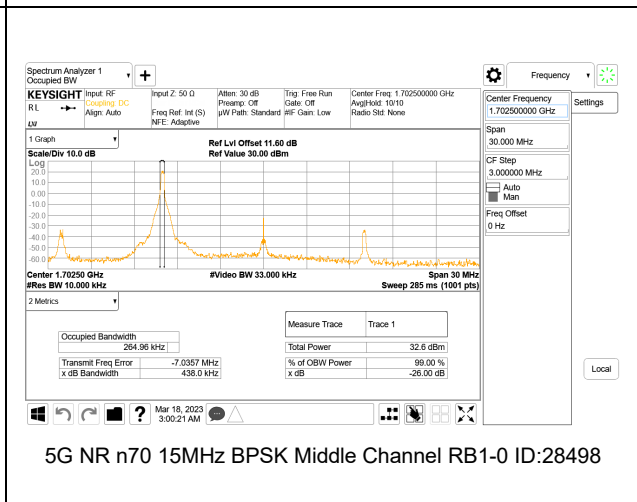 Spectrum Analyzer 1
Occupied BW
Frequency
KEYSIGHT Input: RF Input Z: 50 Ω Atten: 30 dB Trig: Free Run Center Freq: 1.702500000 GHz
R L Coupling: DC Preamp: Off Gate: Off Avg|Hold: 10/10
Align: Auto Freq Ref: Int (S) µW Path: Standard #IF Gain: Low Radio Std: None
NFE: Adaptive
LXI
Center Frequency
1.702500000 GHz
Settings
Span
30.000 MHz
CF Step
3.000000 MHz
Auto
Man
Freq Offset
0 Hz
Local
1 Graph
Ref Lvl Offset 11.60 dB
Scale/Div 10.0 dB Ref Value 30.00 dBm
Log
20.0
10.0
0.00
-10.0
-20.0
-30.0
-40.0
-50.0
-60.0
Center 1.70250 GHz #Video BW 33.000 kHz Span 30 MHz
#Res BW 10.000 kHz Sweep 285 ms (1001 pts)
2 Metrics
Measure Trace Trace 1
Occupied Bandwidth
264.96 kHz Total Power 32.6 dBm
Transmit Freq Error -7.0357 MHz % of OBW Power 99.00 %
x dB Bandwidth 438.0 kHz x dB -26.00 dB
Mar 18, 2023
3:00:21 AM
5G NR n70 15MHz BPSK Middle Channel RB1-0 ID:28498